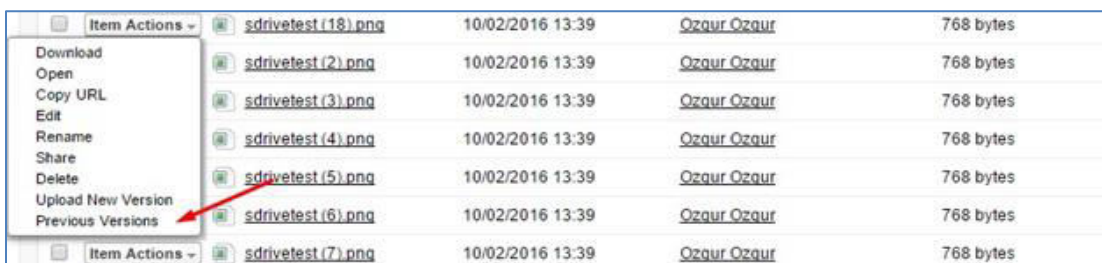 Item Actions sdrivetest (18).png 10/02/2016 13:39 Ozgur Ozgur 768 bytes
Download
Open
Copy URL
Edit
Rename
Share
Delete
Upload New Version
Previous Versions
sdrivetest (2).png 10/02/2016 13:39 Ozgur Ozgur 768 bytes
sdrivetest (3).png 10/02/2016 13:39 Ozgur Ozgur 768 bytes
sdrivetest (4).png 10/02/2016 13:39 Ozgur Ozgur 768 bytes
sdrivetest (5).png 10/02/2016 13:39 Ozgur Ozgur 768 bytes
sdrivetest (6).png 10/02/2016 13:39 Ozgur Ozgur 768 bytes
Item Actions sdrivetest (7).png 10/02/2016 13:39 Ozgur Ozgur 768 bytes